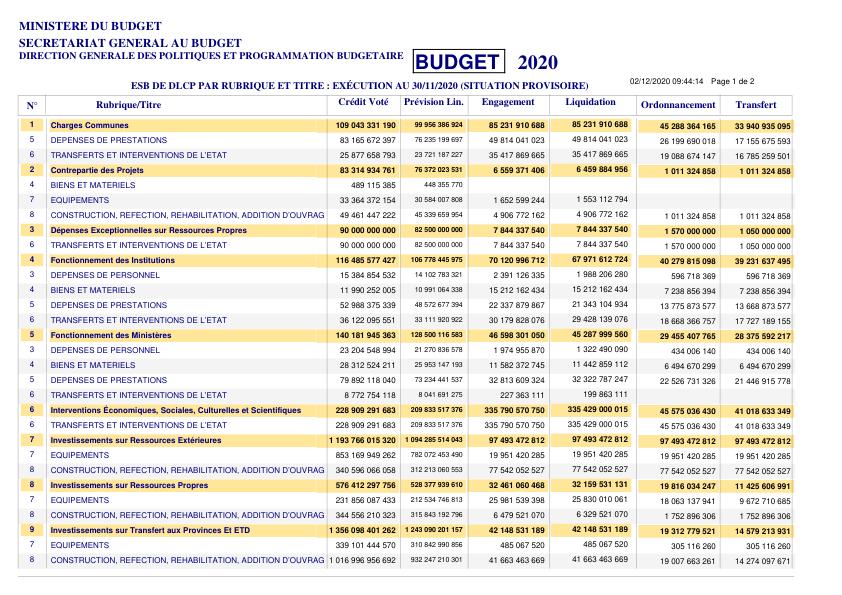 MINISTERE DU BUDGET
SECRETARIAT GENERAL AU BUDGET
DIRECTION GENERALE DES POLITIQUES ET PROGRAMMATION BUDGETAIRE
BUDGET 2020
ESB DE DLCP PAR RUBRIQUE ET TITRE : EXÉCUTION AU 30/11/2020 (SITUATION PROVISOIRE)
02/12/2020 09:44:14 Page 1 de 2
N° Rubrique/Titre Crédit Voté Prévision Lin. Engagement Liquidation Ordonnancement Transfert
1 Charges Communes 109 043 331 190 99 956 386 924 85 231 910 688 85 231 910 688 45 288 364 165 33 940 935 095
5 DEPENSES DE PRESTATIONS 83 165 672 397 76 235 199 697 49 814 041 023 49 814 041 023 26 199 690 018 17 155 675 593
6 TRANSFERTS ET INTERVENTIONS DE L'ETAT 25 877 658 793 23 721 187 227 35 417 869 665 35 417 869 665 19 088 674 147 16 785 259 501
2 Contrepartie des Projets 83 314 934 761 76 372 023 531 6 559 371 406 6 459 884 956 1 011 324 858 1 011 324 858
4 BIENS ET MATERIELS 489 115 385 448 355 770
7 EQUIPEMENTS 33 364 372 154 30 584 007 808 1 652 599 244 1 553 112 794
8 CONSTRUCTION, REFECTION, REHABILITATION, ADDITION D'OUVRAG 49 461 447 222 45 339 659 954 4 906 772 162 4 906 772 162 1 011 324 858 1 011 324 858
3 Dépenses Exceptionnelles sur Ressources Propres 90 000 000 000 82 500 000 000 7 844 337 540 7 844 337 540 1 570 000 000 1 050 000 000
6 TRANSFERTS ET INTERVENTIONS DE L'ETAT 90 000 000 000 82 500 000 000 7 844 337 540 7 844 337 540 1 570 000 000 1 050 000 000
4 Fonctionnement des Institutions 116 485 577 427 106 778 445 975 70 120 996 712 67 971 612 724 40 279 815 098 39 231 637 495
3 DEPENSES DE PERSONNEL 15 384 854 532 14 102 783 321 2 391 126 335 1 988 206 280 596 718 369 596 718 369
4 BIENS ET MATERIELS 11 990 252 005 10 991 064 338 15 212 162 434 15 212 162 434 7 238 856 394 7 238 856 394
5 DEPENSES DE PRESTATIONS 52 988 375 339 48 572 677 394 22 337 879 867 21 343 104 934 13 775 873 577 13 668 873 577
6 TRANSFERTS ET INTERVENTIONS DE L'ETAT 36 122 095 551 33 111 920 922 30 179 828 076 29 428 139 076 18 668 366 757 17 727 189 155
5 Fonctionnement des Ministères 140 181 945 363 128 500 116 583 46 598 301 050 45 287 999 560 29 455 407 765 28 375 592 217
3 DEPENSES DE PERSONNEL 23 204 548 994 21 270 836 578 1 974 955 870 1 322 490 090 434 006 140 434 006 140
4 BIENS ET MATERIELS 28 312 524 211 25 953 147 193 11 582 372 745 11 442 859 112 6 494 670 299 6 494 670 299
5 DEPENSES DE PRESTATIONS 79 892 118 040 73 234 441 537 32 813 609 324 32 322 787 247 22 526 731 326 21 446 915 778
6 TRANSFERTS ET INTERVENTIONS DE L'ETAT 8 772 754 118 8 041 691 275 227 363 111 199 863 111
6 Interventions Économiques, Sociales, Culturelles et Scientifiques 228 909 291 683 209 833 517 376 335 790 570 750 335 429 000 015 45 575 036 430 41 018 633 349
6 TRANSFERTS ET INTERVENTIONS DE L'ETAT 228 909 291 683 209 833 517 376 335 790 570 750 335 429 000 015 45 575 036 430 41 018 633 349
7 Investissements sur Ressources Extérieures 1 193 766 015 320 1 094 285 514 043 97 493 472 812 97 493 472 812 97 493 472 812 97 493 472 812
7 EQUIPEMENTS 853 169 949 262 782 072 453 490 19 951 420 285 19 951 420 285 19 951 420 285 19 951 420 285
8 CONSTRUCTION, REFECTION, REHABILITATION, ADDITION D'OUVRAG 340 596 066 058 312 213 060 553 77 542 052 527 77 542 052 527 77 542 052 527 77 542 052 527
8 Investissements sur Ressources Propres 576 412 297 756 528 377 939 610 32 461 060 468 32 159 531 131 19 816 034 247 11 425 606 991
7 EQUIPEMENTS 231 856 087 433 212 534 746 813 25 981 539 398 25 830 010 061 18 063 137 941 9 672 710 685
8 CONSTRUCTION, REFECTION, REHABILITATION, ADDITION D'OUVRAG 344 556 210 323 315 843 192 796 6 479 521 070 6 329 521 070 1 752 896 306 1 752 896 306
9 Investissements sur Transfert aux Provinces Et ETD 1 356 098 401 262 1 243 090 201 157 42 148 531 189 42 148 531 189 19 312 779 521 14 579 213 931
7 EQUIPEMENTS 339 101 444 570 310 842 990 856 485 067 520 485 067 520 305 116 260 305 116 260
8 CONSTRUCTION, REFECTION, REHABILITATION, ADDITION D'OUVRAG 1 016 996 956 692 932 247 210 301 41 663 463 669 41 663 463 669 19 007 663 261 14 274 097 671